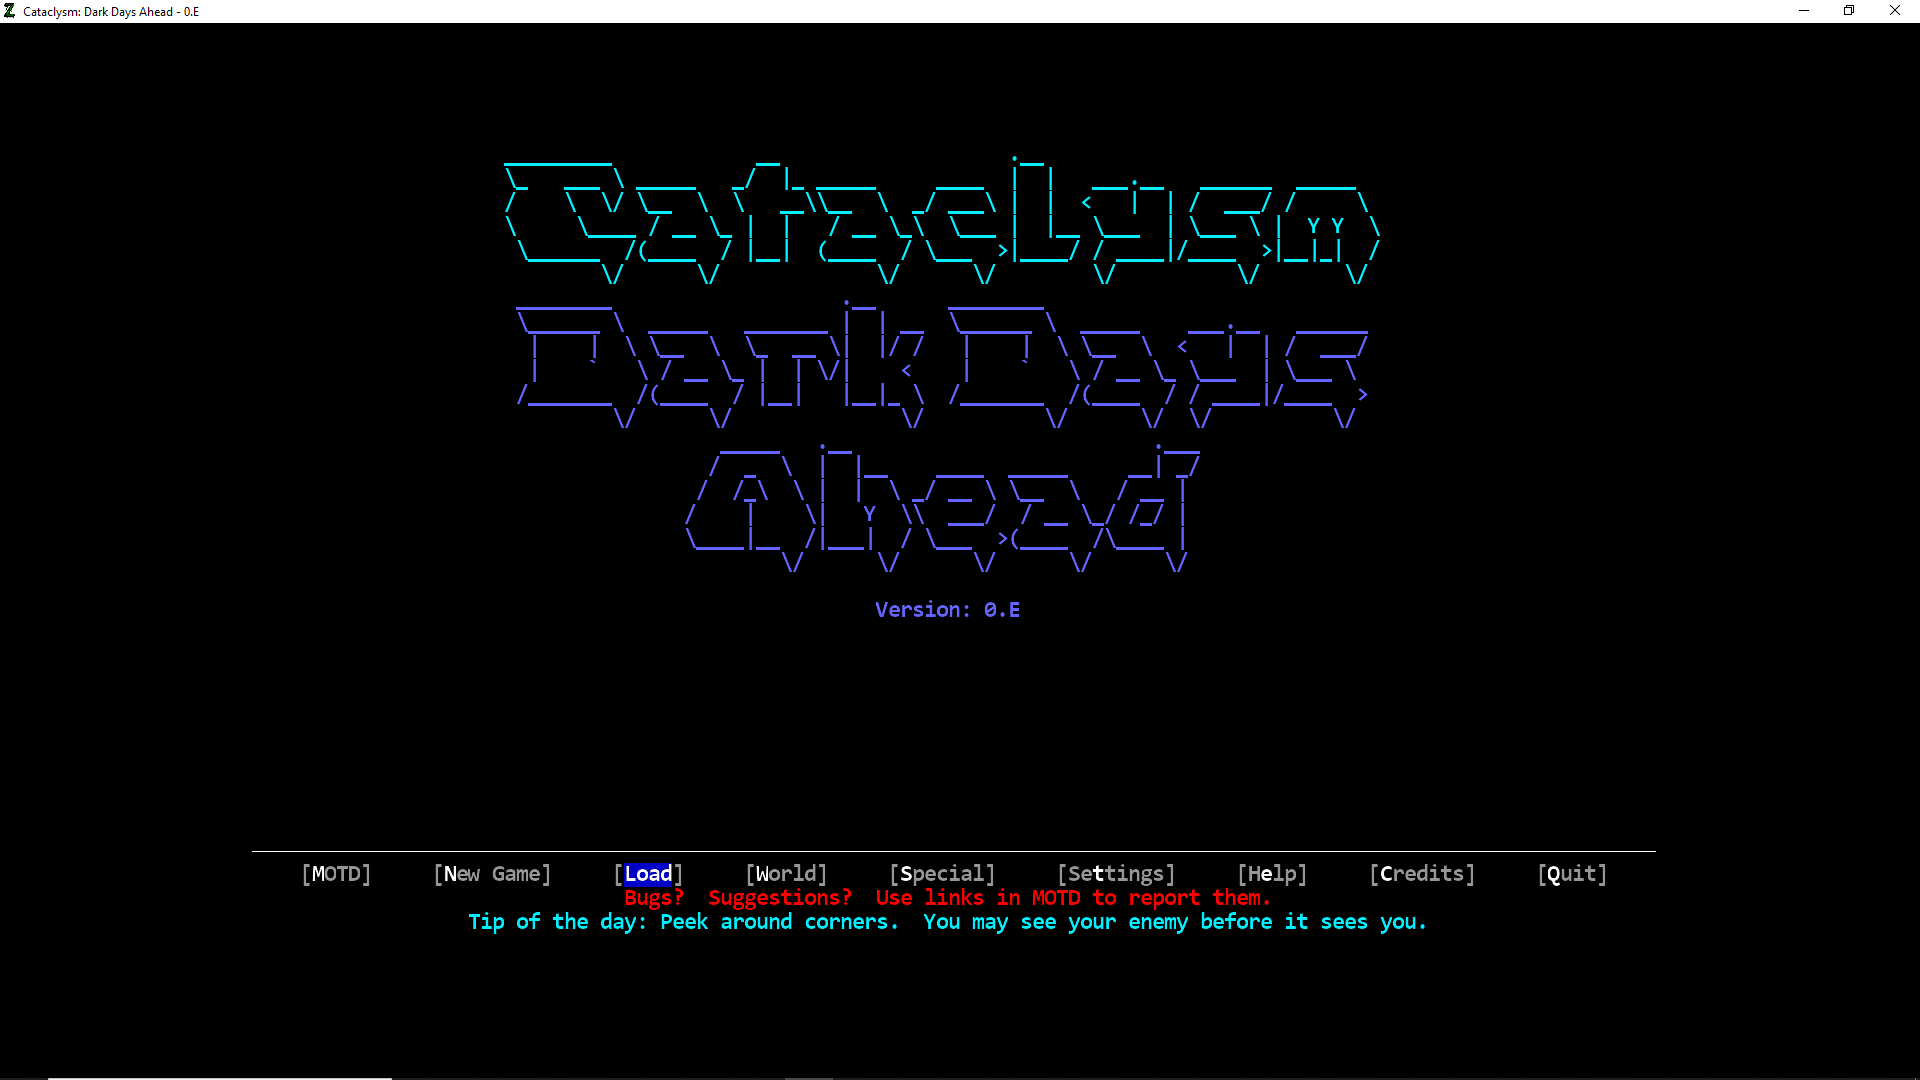 Cataclysm: Dark Days Ahead - 0.E
Cataclysm
Dark Days
Ahead
Version: 0.E
[MOTD] [New Game] [Load] [World] [Special] [Settings] [Help] [Credits] [Quit]
Bugs? Suggestions? Use links in MOTD to report them.
Tip of the day: Peek around corners. You may see your enemy before it sees you.